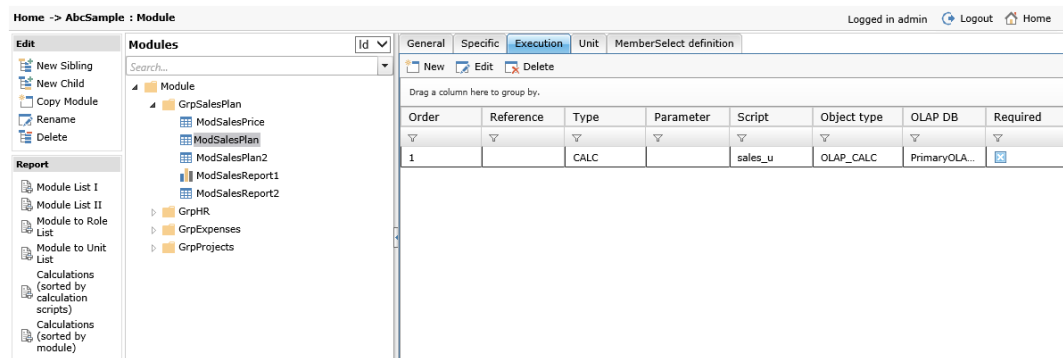 Home -> AbcSample : Module
Logged in admin Logout Home
Edit
New Sibling
New Child
Copy Module
Rename
Delete
Report
Module List I
Module List II
Module to Role
List
Module to Unit
List
Calculations
(sorted by
calculation
scripts)
Calculations
(sorted by
module)
Modules Id
Search...
Module
GrpSalesPlan
ModSalesPrice
ModSalesPlan
ModSalesPlan2
ModSalesReport1
ModSalesReport2
GrpHR
GrpExpenses
GrpProjects
General Specific Execution Unit MemberSelect definition
New Edit Delete
Drag a column here to group by.
Order Reference Type Parameter Script Object type OLAP DB Required
1 CALC sales_u OLAP_CALC PrimaryOLA...